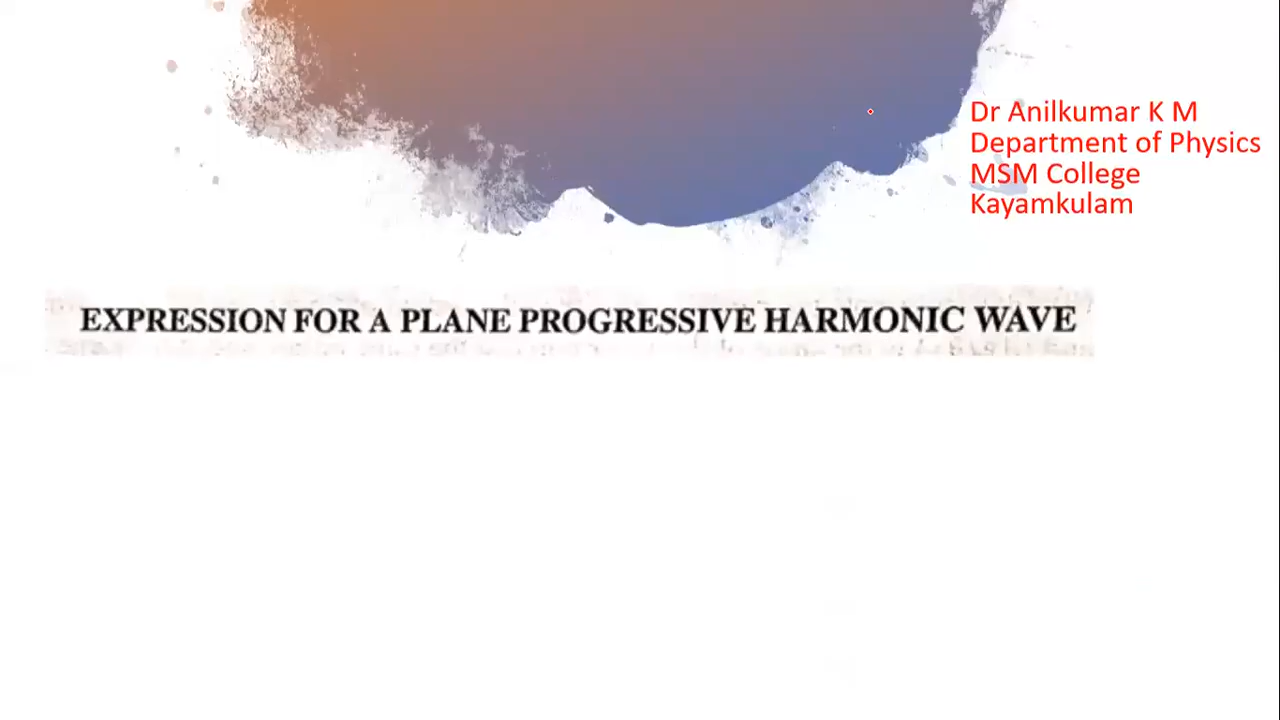 Dr Anilkumar K M
Department of Physics
MSM College
Kayamkulam
EXPRESSION FOR A PLANE PROGRESSIVE HARMONIC WAVE